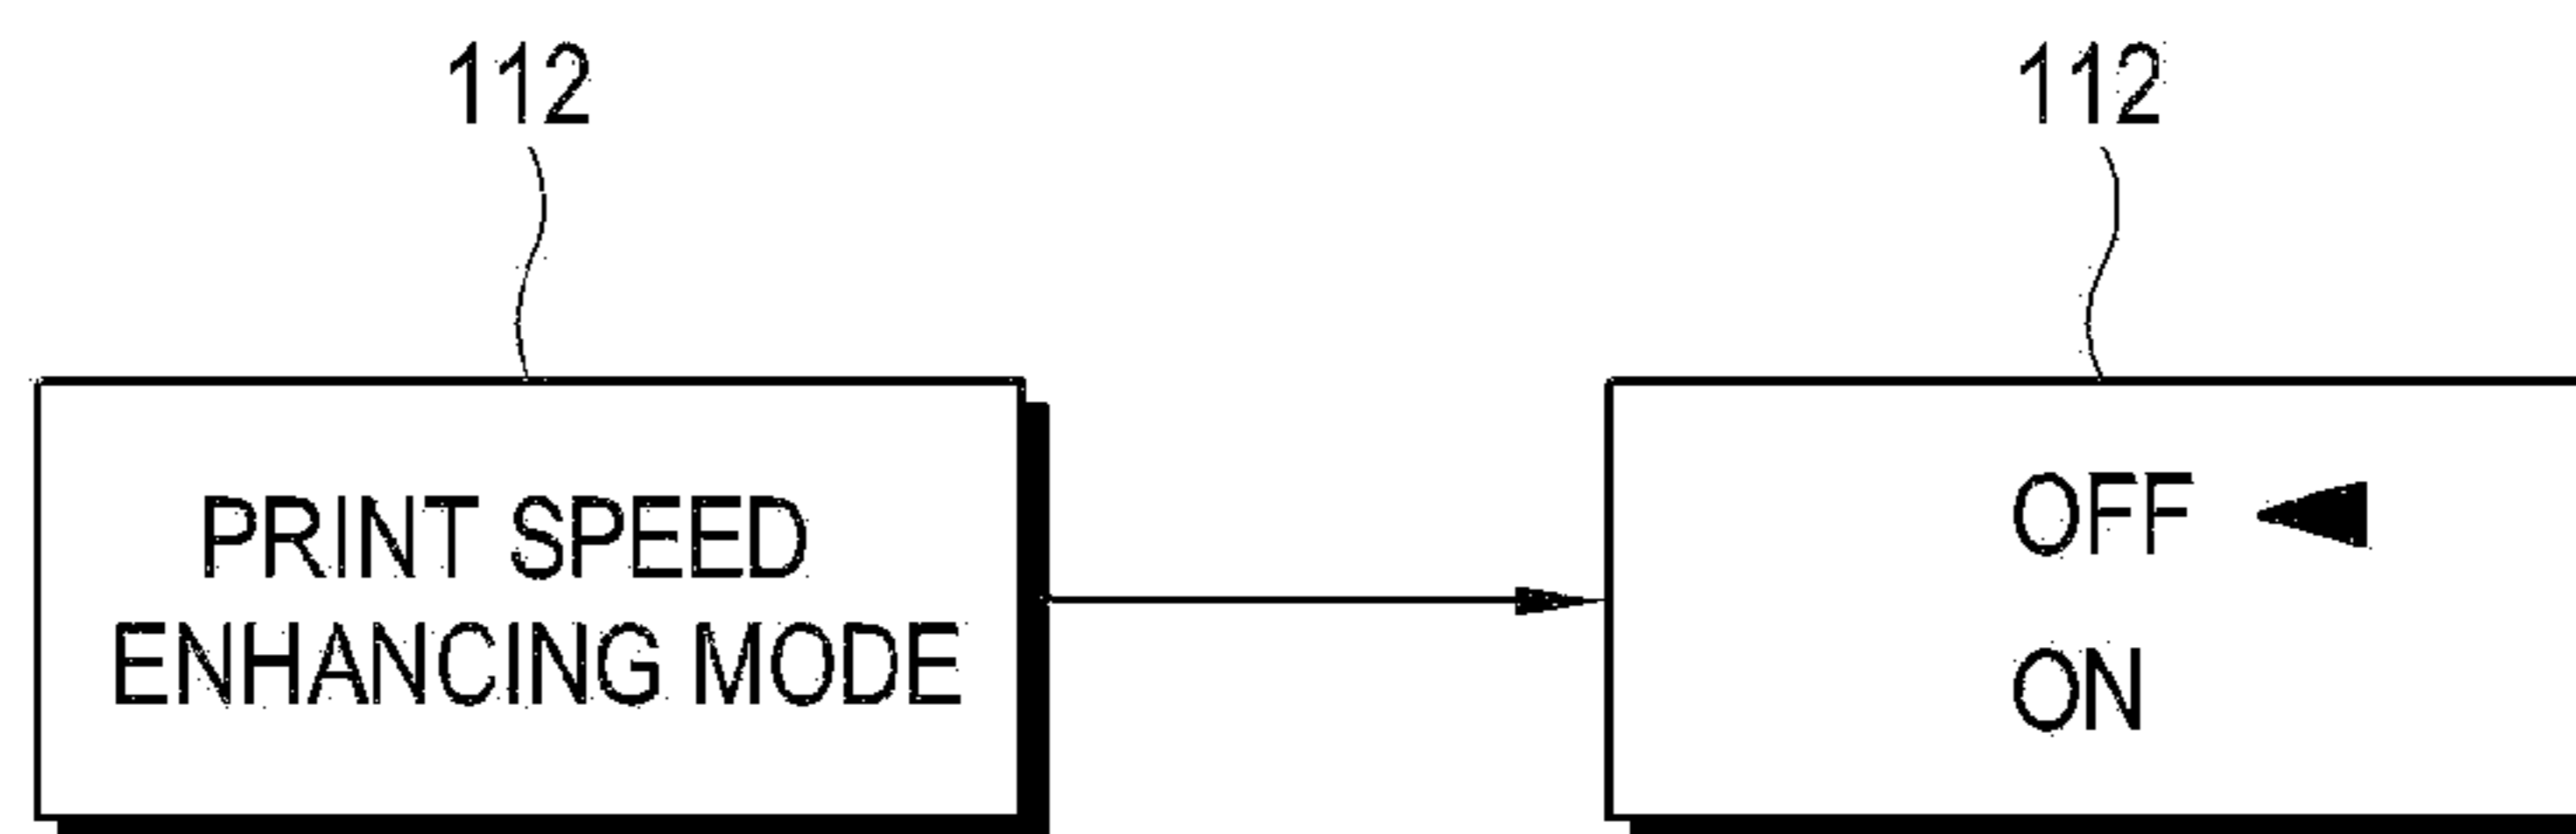 112
112
PRINT SPEED
ENHANCING MODE
OFF
ON